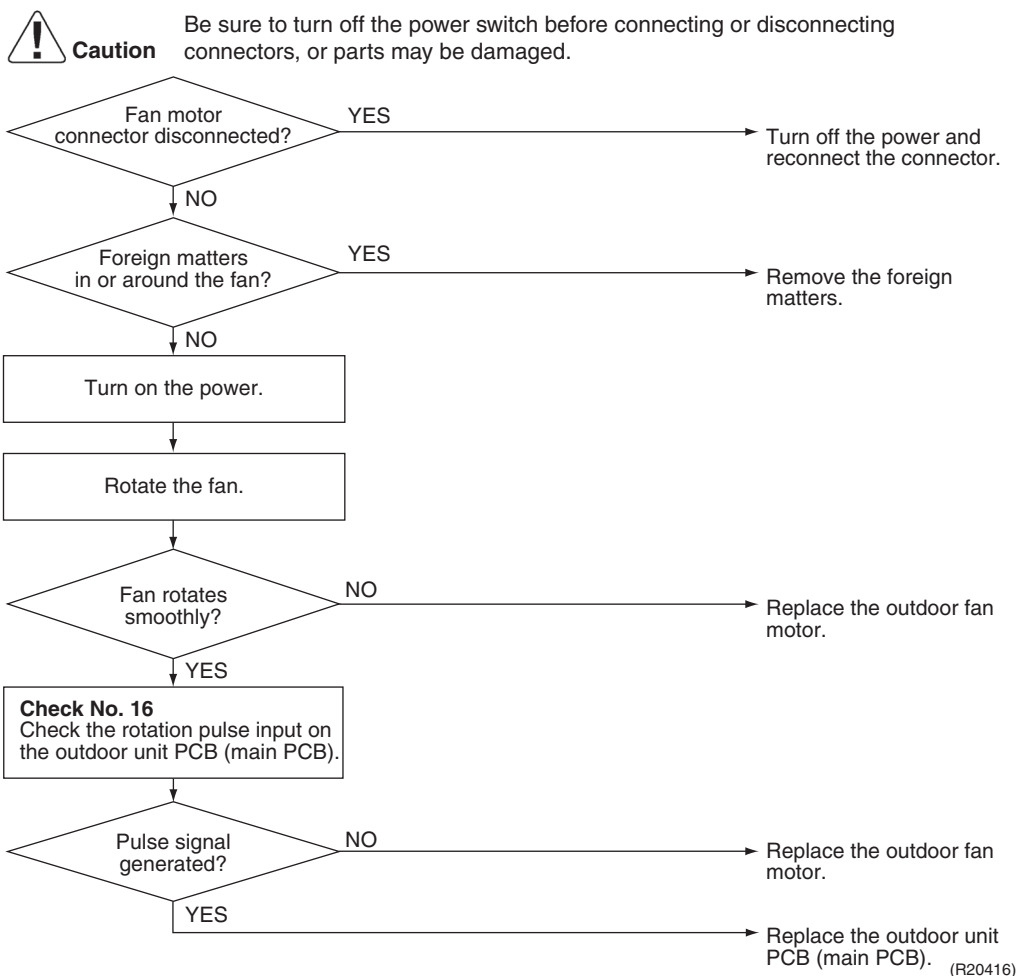 Be sure to turn off the power switch before connecting or disconnecting
Caution
connectors, or parts may be damaged.
Fan motor
connector disconnected?
YES
Turn off the power and
reconnect the connector.
NO
Foreign matters
in or around the fan?
YES
Remove the foreign
matters.
NO
Turn on the power.
Rotate the fan.
Fan rotates
smoothly?
NO
Replace the outdoor fan
motor.
YES
Check No. 16
Check the rotation pulse input on
the outdoor unit PCB (main PCB).
Pulse signal
generated?
NO
Replace the outdoor fan
motor.
YES
Replace the outdoor unit
PCB (main PCB).
(R20416)